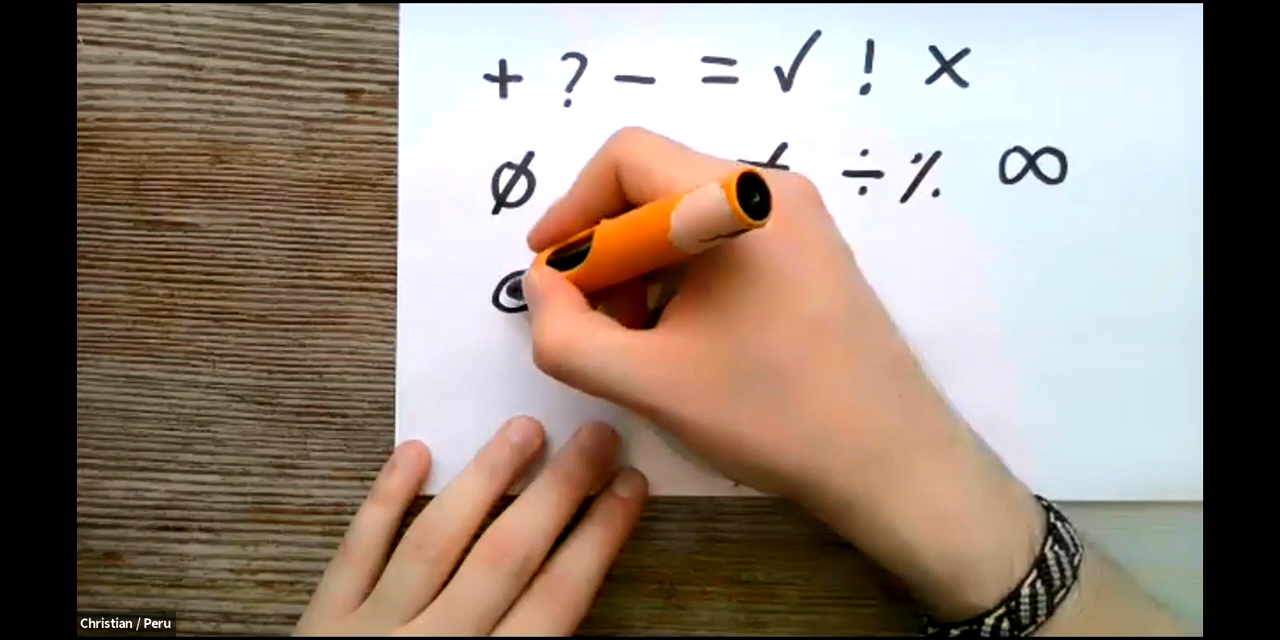 + ? − = ✓ ! ×
ø ÷ ⁒ ∞
Christian / Peru